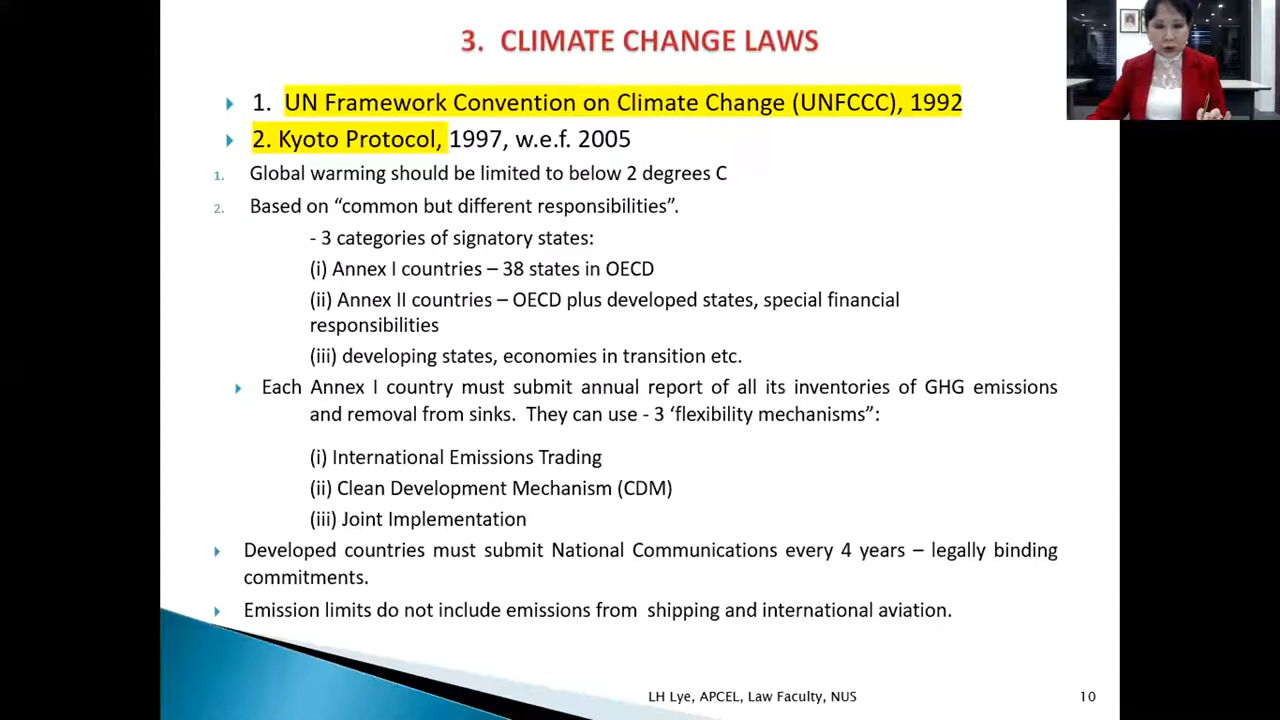 3. CLIMATE CHANGE LAWS
1. UN Framework Convention on Climate Change (UNFCCC), 1992
2. Kyoto Protocol, 1997, w.e.f. 2005
1. Global warming should be limited to below 2 degrees C
2. Based on “common but different responsibilities”.
- 3 categories of signatory states:
(i) Annex I countries – 38 states in OECD
(ii) Annex II countries – OECD plus developed states, special financial
responsibilities
(iii) developing states, economies in transition etc.
Each Annex I country must submit annual report of all its inventories of GHG emissions
and removal from sinks. They can use - 3 ‘flexibility mechanisms”:
(i) International Emissions Trading
(ii) Clean Development Mechanism (CDM)
(iii) Joint Implementation
Developed countries must submit National Communications every 4 years – legally binding
commitments.
Emission limits do not include emissions from shipping and international aviation.
LH Lye, APCEL, Law Faculty, NUS
10